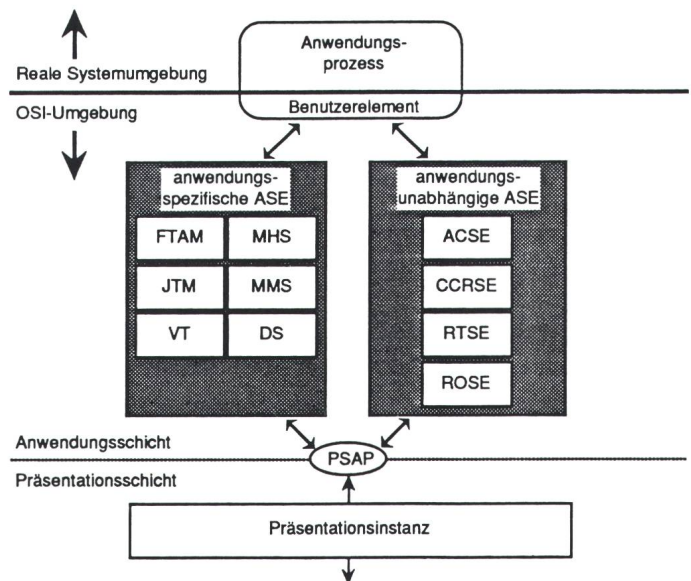 Anwendungs-
prozess
Reale Systemumgebung
OSI-Umgebung
Benutzerelement
anwendungs-
spezifische ASE
anwendungs-
unabhängige ASE
FTAM
MHS
JTM
MMS
VT
DS
ACSE
CCRSE
RTSE
ROSE
Anwendungsschicht
PSAP
Präsentationsschicht
Präsentationsinstanz